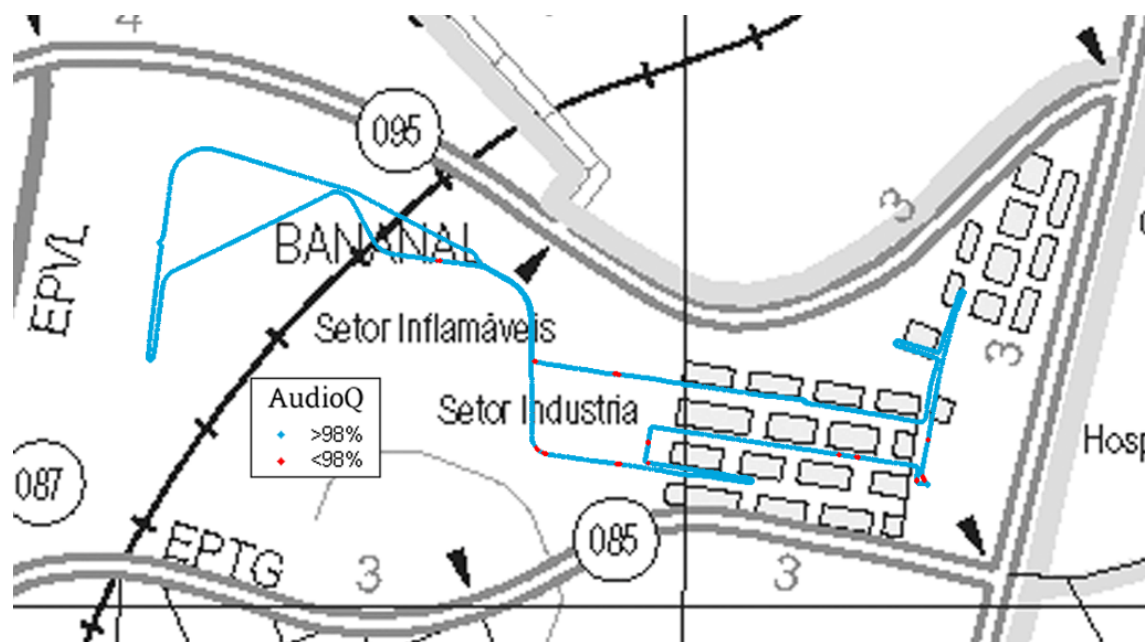 4
095
3
EPVL
BANANAL
Setor Inflamáveis
3
AudioQ
>98%
<98%
Setor Industria
Hosp
087
085
EPTG
3
3